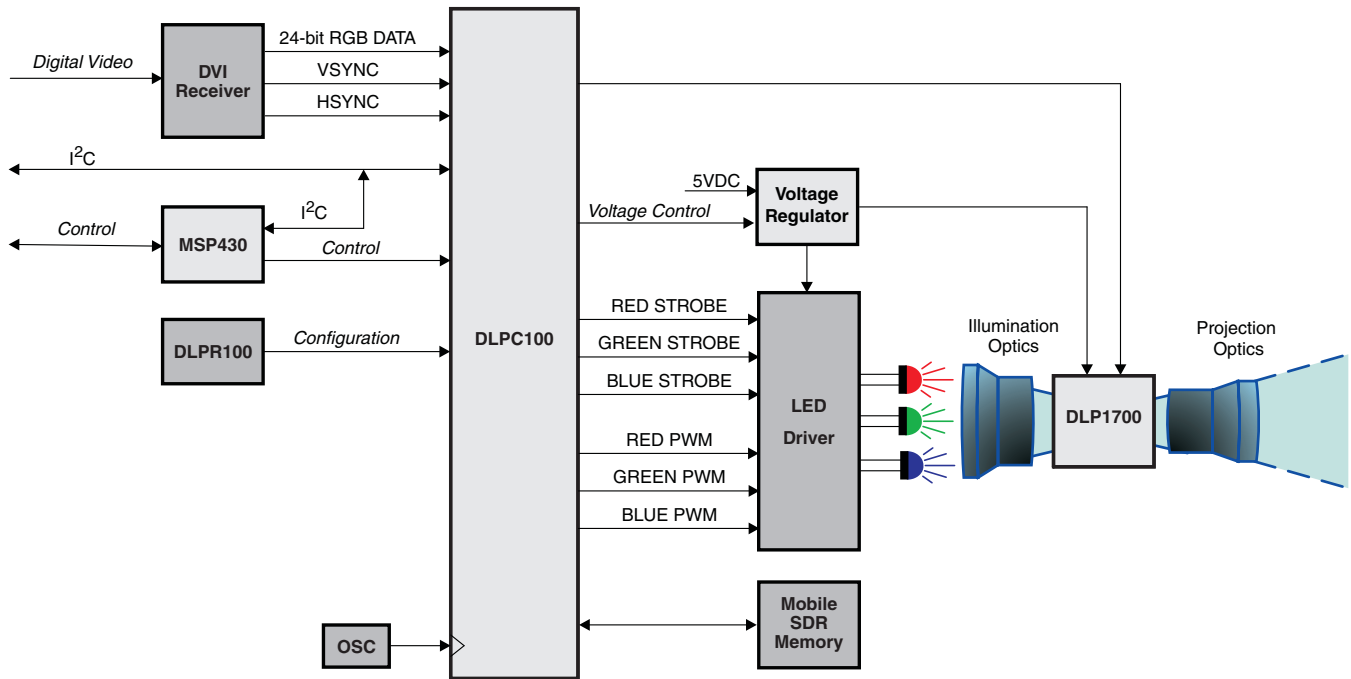 Digital Video
DVI
Receiver
24-bit RGB DATA
VSYNC
HSYNC
I²C
I²C
Control
MSP430
Control
DLPR100
Configuration
OSC
DLPC100
5VDC
Voltage Control
Voltage
Regulator
RED STROBE
GREEN STROBE
BLUE STROBE
RED PWM
GREEN PWM
BLUE PWM
LED
Driver
Mobile
SDR
Memory
Illumination
Optics
DLP1700
Projection
Optics